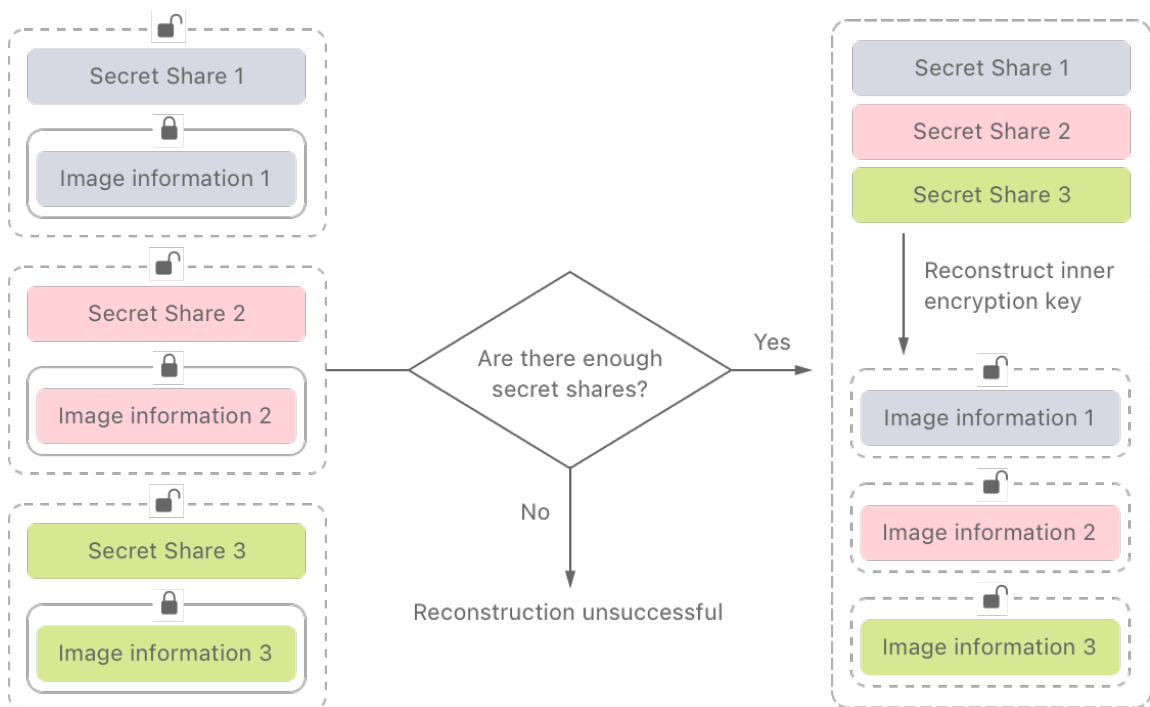 Secret Share 1
Image information 1
Secret Share 2
Image information 2
Secret Share 3
Image information 3
Are there enough
secret shares?
Yes
No
Reconstruction unsuccessful
Secret Share 1
Secret Share 2
Secret Share 3
Reconstruct inner
encryption key
Image information 1
Image information 2
Image information 3